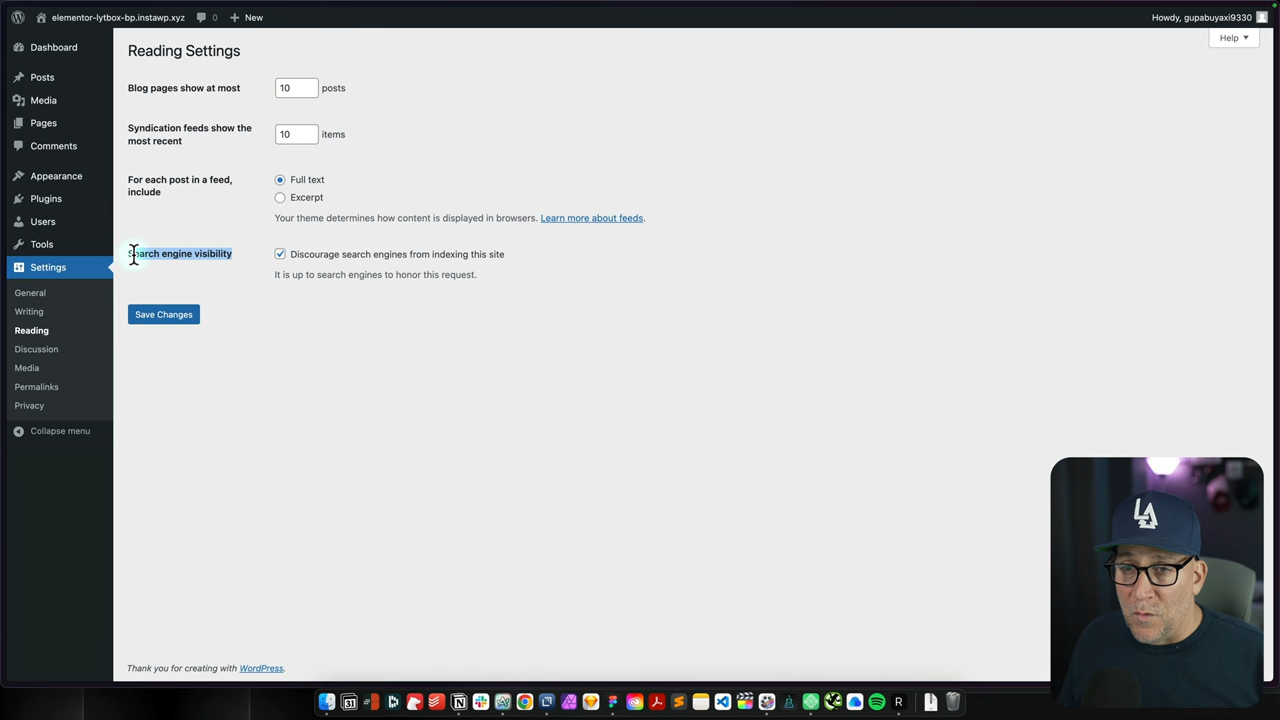 elementor-lytbox-bp.instawp.xyz 0 New Howdy, gupabuyaxi9330
Help
Dashboard
Posts
Media
Pages
Comments
Appearance
Plugins
Users
Tools
Settings
General
Writing
Reading
Discussion
Media
Permalinks
Privacy
Collapse menu
Reading Settings
Blog pages show at most 10 posts
Syndication feeds show the
most recent
10 items
For each post in a feed,
include
Full text
Excerpt
Your theme determines how content is displayed in browsers. Learn more about feeds.
Search engine visibility
Discourage search engines from indexing this site
It is up to search engines to honor this request.
Save Changes
Thank you for creating with WordPress.
LA
31
R